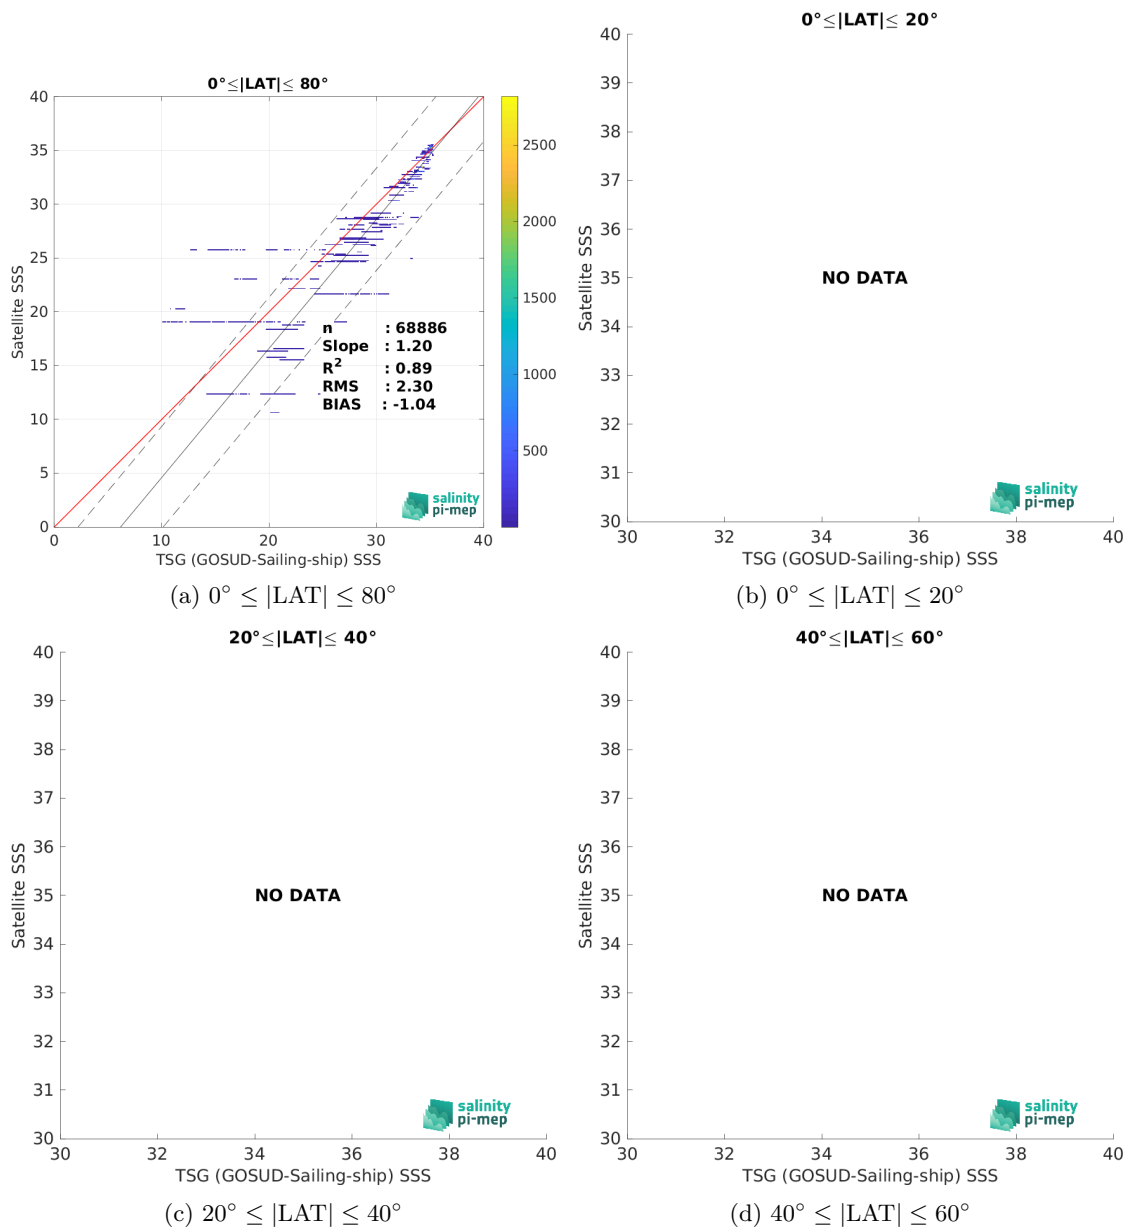 0°≤|LAT|≤ 80°
40
35
30
25
20
15
10
5
0
0
10
20
30
40
Satellite SSS
TSG (GOSUD-Sailing-ship) SSS
n : 68886
Slope : 1.20
R² : 0.89
RMS : 2.30
BIAS : -1.04
salinity
pi-mep
2500
2000
1500
1000
500
(a) 0° ≤ |LAT| ≤ 80°
0°≤|LAT|≤ 20°
40
39
38
37
36
35
34
33
32
31
30
30
32
34
36
38
40
Satellite SSS
NO DATA
salinity
pi-mep
TSG (GOSUD-Sailing-ship) SSS
(b) 0° ≤ |LAT| ≤ 20°
20°≤|LAT|≤ 40°
40
39
38
37
36
35
34
33
32
31
30
30
32
34
36
38
40
Satellite SSS
NO DATA
salinity
pi-mep
TSG (GOSUD-Sailing-ship) SSS
(c) 20° ≤ |LAT| ≤ 40°
40°≤|LAT|≤ 60°
40
39
38
37
36
35
34
33
32
31
30
30
32
34
36
38
40
Satellite SSS
NO DATA
salinity
pi-mep
TSG (GOSUD-Sailing-ship) SSS
(d) 40° ≤ |LAT| ≤ 60°